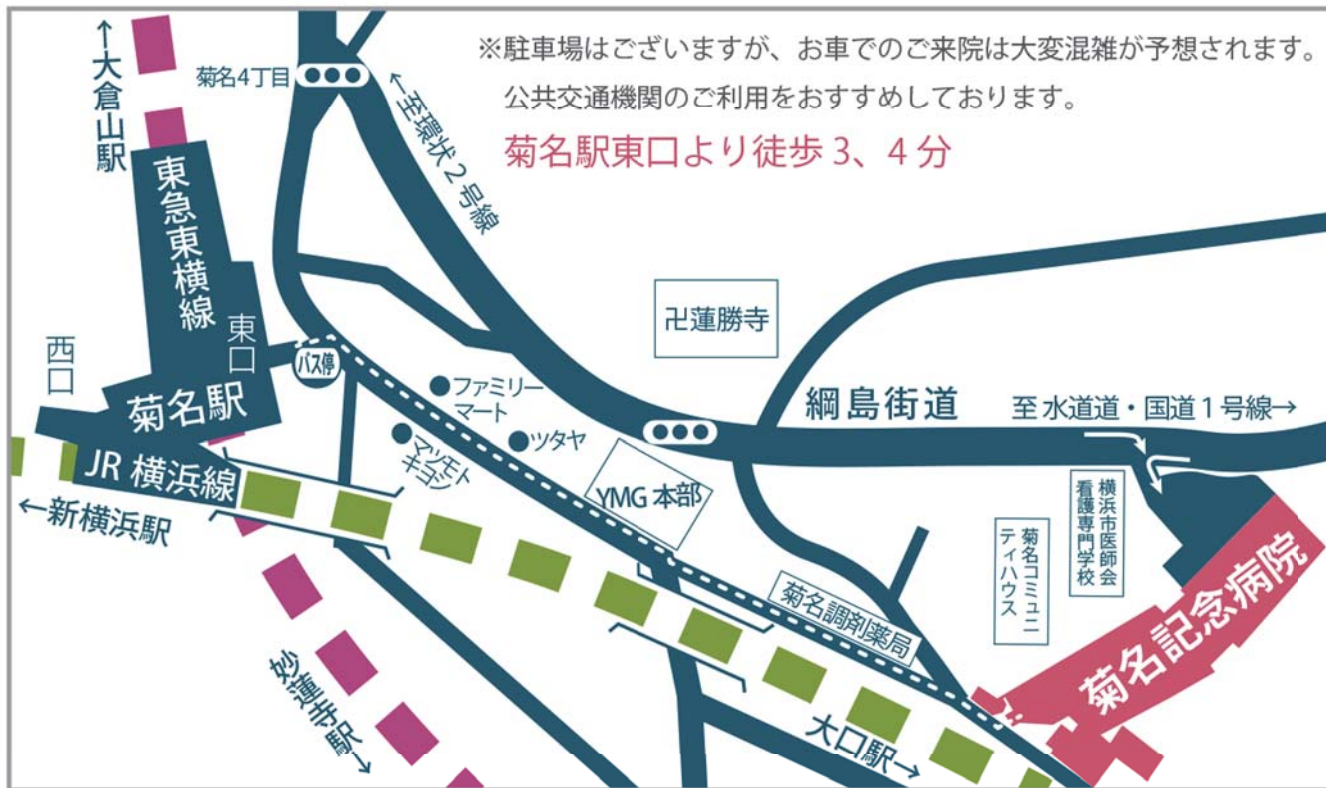 ※駐車場はございますが、お車でのご来院は大変混雑が予想されます。
公共交通機関のご利用をおすすめしております。
菊名駅東口より徒歩3、4分
←大倉山駅
菊名4丁目
←至環状2号線
東急東横線
東口
西口
バス停
菊名駅
JR 横浜線
←新横浜駅
ファミリー
マート
ツタヤ
マツモト
キヨシ
卍蓮勝寺
綱島街道
至 水道道・国道1号線→
YMG 本部
横浜市医師会
看護専門学校
菊名コミュニ
ティハウス
菊名調剤薬局
菊名記念病院
妙蓮寺駅→
大口駅→